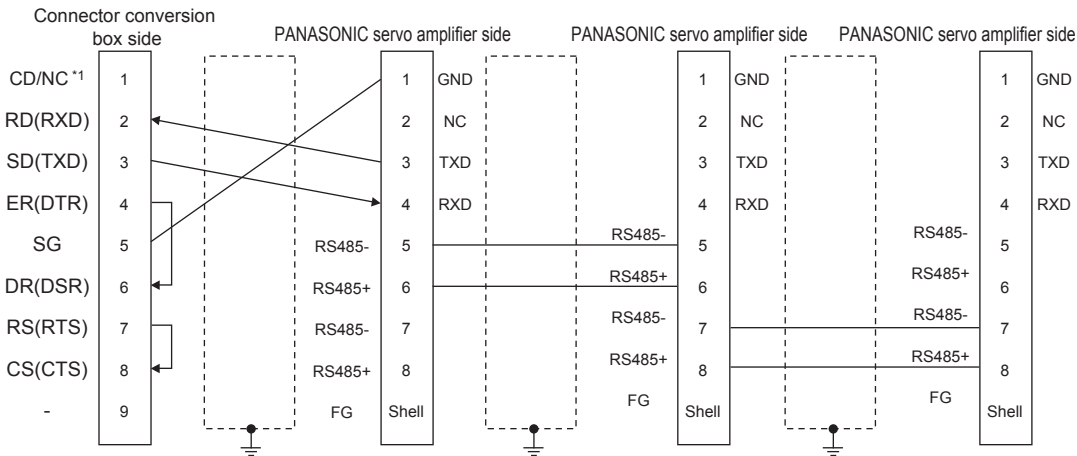 Connector conversion
box side
PANASONIC servo amplifier side
PANASONIC servo amplifier side
PANASONIC servo amplifier side
CD/NC *1 1 1 GND 1 GND 1 GND
RD(RXD) 2 2 NC 2 NC 2 NC
SD(TXD) 3 3 TXD 3 TXD 3 TXD
ER(DTR) 4 4 RXD 4 RXD 4 RXD
SG 5 RS485- 5 RS485- 5 RS485- 5
DR(DSR) 6 RS485+ 6 RS485+ 6 RS485+ 6
RS(RTS) 7 RS485- 7 RS485- 7 RS485- 7
CS(CTS) 8 RS485+ 8 RS485+ 8 RS485+ 8
- 9 FG Shell FG Shell FG Shell